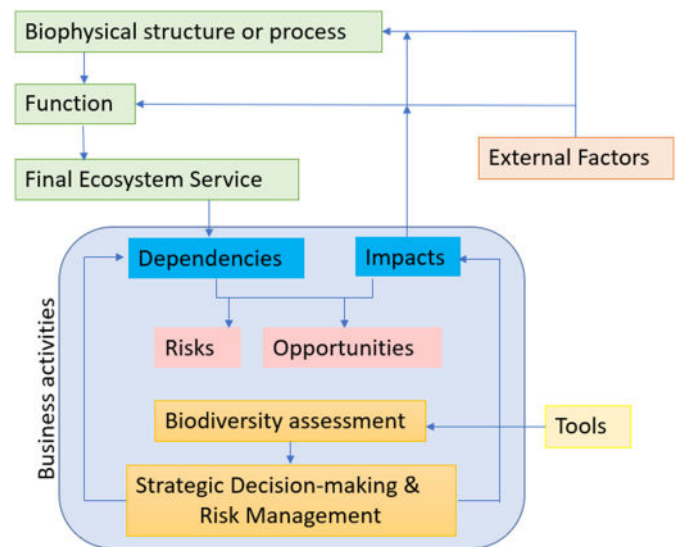 Biophysical structure or process
Function
External Factors
Final Ecosystem Service
Dependencies
Impacts
Risks
Opportunities
Business activities
Biodiversity assessment
Tools
Strategic Decision-making &
Risk Management